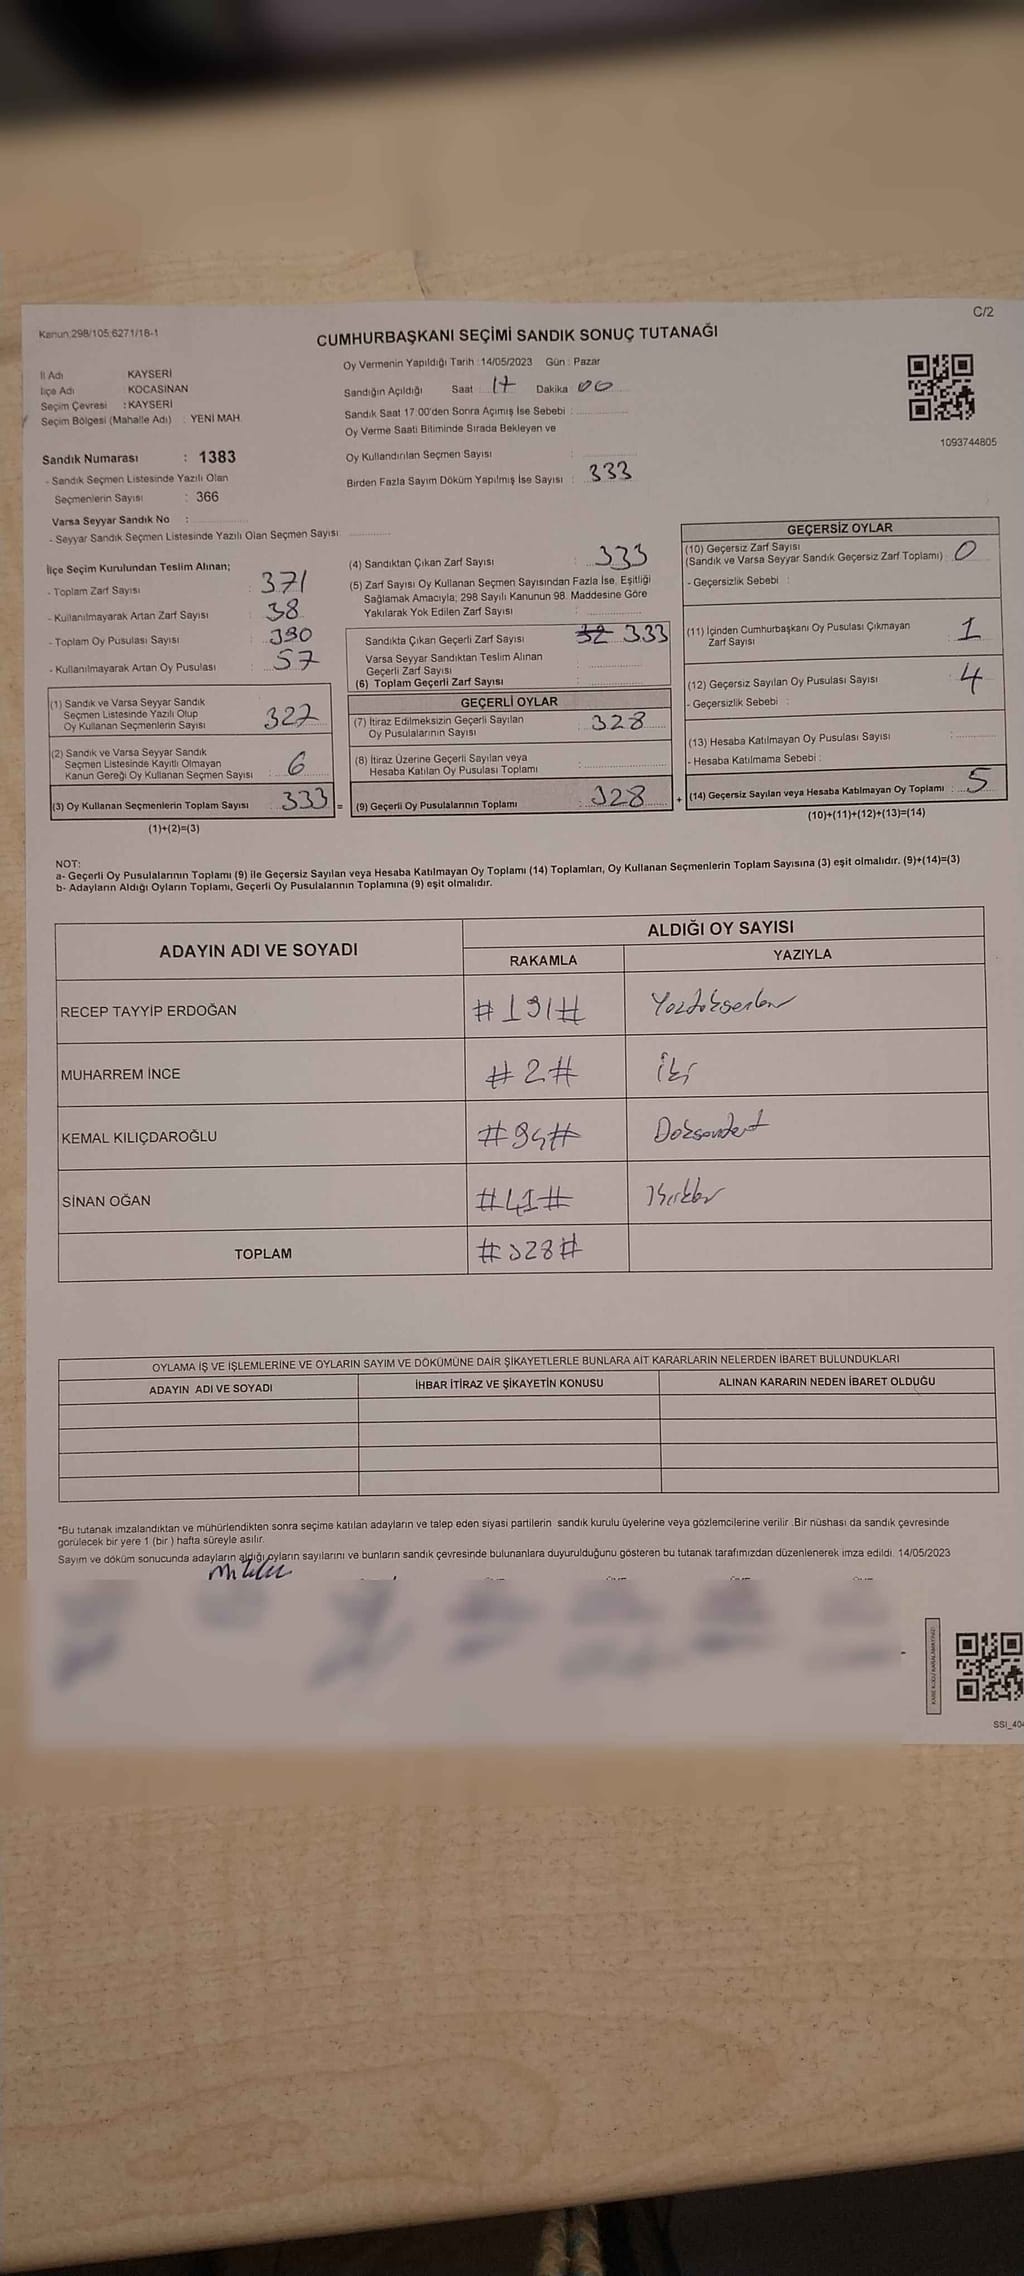 C/2
Kanun:298/105;6271/18-1
CUMHURBAŞKANI SEÇİMİ SANDIK SONUÇ TUTANAĞI
Oy Vermenin Yapıldığı Tarih : 14/05/2023 Gün : Pazar
İl Adı KAYSERİ
İlçe Adı : KOCASİNAN
Seçim Çevresi : KAYSERİ
Seçim Bölgesi (Mahalle Adı) : YENİ MAH.
Sandığın Açıldığı Saat : 17 Dakika 00
Sandık Saat 17:00'den Sonra Açımış İse Sebebi :
Oy Verme Saati Bitiminde Sırada Bekleyen ve
Oy Kullandırılan Seçmen Sayısı :
Birden Fazla Sayım Döküm Yapılmış İse Sayısı : 333
1093744805
Sandık Numarası : 1383
- Sandık Seçmen Listesinde Yazılı Olan
Seçmenlerin Sayısı : 366
Varsa Seyyar Sandık No :
- Seyyar Sandık Seçmen Listesinde Yazılı Olan Seçmen Sayısı
İlçe Seçim Kurulundan Teslim Alınan;
- Toplam Zarf Sayısı : 371
- Kullanılmayarak Artan Zarf Sayısı : 38
- Toplam Oy Pusulası Sayısı : 390
- Kullanılmayarak Artan Oy Pusulası : 57
(1) Sandık ve Varsa Seyyar Sandık
Seçmen Listesinde Yazılı Olup
Oy Kullanan Seçmenlerin Sayısı : 327
(2) Sandık ve Varsa Seyyar Sandık
Seçmen Listesinde Kayıtlı Olmayan
Kanun Gereği Oy Kullanan Seçmen Sayısı : 6
(3) Oy Kullanan Seçmenlerin Toplam Sayısı : 333 =
(1)+(2)=(3)
(4) Sandıktan Çıkan Zarf Sayısı : 333
(5) Zarf Sayısı Oy Kullanan Seçmen Sayısından Fazla İse, Eşitliği
Sağlamak Amacıyla; 298 Sayılı Kanunun 98. Maddesine Göre
Yakılarak Yok Edilen Zarf Sayısı :
Sandıkta Çıkan Geçerli Zarf Sayısı 333
Varsa Seyyar Sandıktan Teslim Alınan
Geçerli Zarf Sayısı
(6) Toplam Geçerli Zarf Sayısı :
GEÇERLİ OYLAR
(7) İtiraz Edilmeksizin Geçerli Sayılan
Oy Pusulalarının Sayısı : 328
(8) İtiraz Üzerine Geçerli Sayılan veya
Hesaba Katılan Oy Pusulası Toplamı :
(9) Geçerli Oy Pusulalarının Toplamı : 328 +
GEÇERSİZ OYLAR
(10) Geçersiz Zarf Sayısı
(Sandık ve Varsa Seyyar Sandık Geçersiz Zarf Toplamı) : 0
- Geçersizlik Sebebi :
(11) İçinden Cumhurbaşkanı Oy Pusulası Çıkmayan
Zarf Sayısı : 1
(12) Geçersiz Sayılan Oy Pusulası Sayısı : 4
- Geçersizlik Sebebi :
(13) Hesaba Katılmayan Oy Pusulası Sayısı :
- Hesaba Katılmama Sebebi :
(14) Geçersiz Sayılan veya Hesaba Katılmayan Oy Toplamı : 5
(10)+(11)+(12)+(13)=(14)
NOT:
a- Geçerli Oy Pusulalarının Toplamı (9) ile Geçersiz Sayılan veya Hesaba Katılmayan Oy Toplamı (14) Toplamları, Oy Kullanan Seçmenlerin Toplam Sayısına (3) eşit olmalıdır. (9)+(14)=(3)
b- Adayların Aldığı Oyların Toplamı, Geçerli Oy Pusulalarının Toplamına (9) eşit olmalıdır.
ADAYIN ADI VE SOYADI ALDIĞI OY SAYISI
RAKAMLA YAZIYLA
RECEP TAYYİP ERDOĞAN #191# Yüzdoksanbir
MUHARREM İNCE #2# İki
KEMAL KILIÇDAROĞLU #94# Doksandört
SİNAN OĞAN #41# Kırkbir
TOPLAM #328#
OYLAMA İŞ VE İŞLEMLERİNE VE OYLARIN SAYIM VE DÖKÜMÜNE DAİR ŞİKAYETLERLE BUNLARA AİT KARARLARIN NELERDEN İBARET BULUNDUKLARI
ADAYIN ADI VE SOYADI İHBAR İTİRAZ VE ŞİKAYETİN KONUSU ALINAN KARARIN NEDEN İBARET OLDUĞU
*Bu tutanak imzalandıktan ve mühürlendikten sonra seçime katılan adayların ve talep eden siyasi partilerin sandık kurulu üyelerine veya gözlemcilerine verilir. Bir nüshası da sandık çevresinde
görülecek bir yere 1 (bir ) hafta süreyle asılır.
Sayım ve döküm sonucunda adayların aldığı oyların sayılarını ve bunların sandık çevresinde bulunanlara duyurulduğunu gösteren bu tutanak tarafımızdan düzenlenerek imza edildi. 14/05/2023